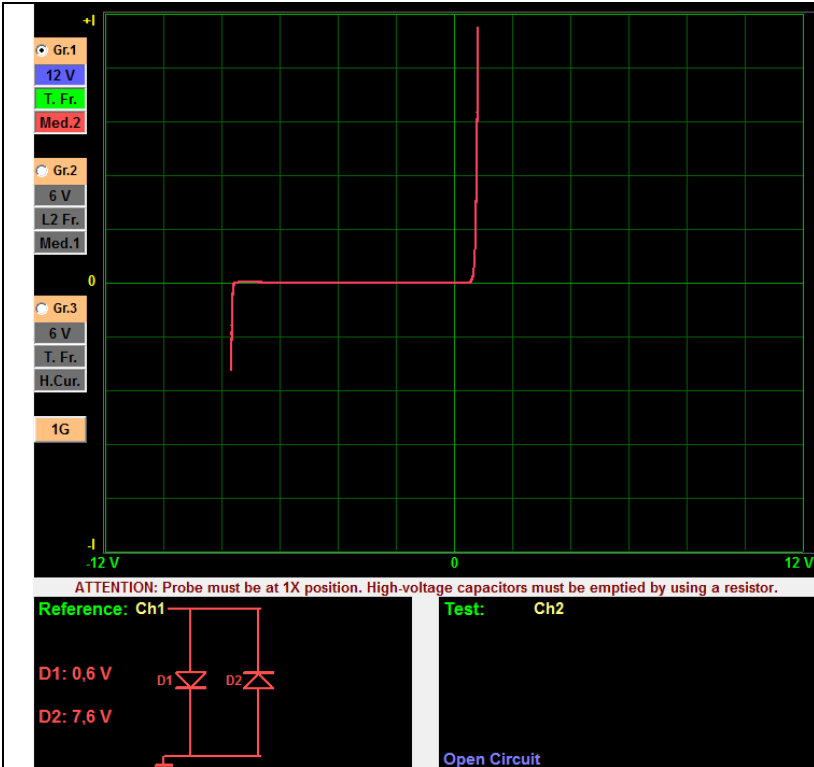 +I
Gr.1
12 V
T. Fr.
Med.2
Gr.2
6 V
L2 Fr.
Med.1
0
Gr.3
6 V
T. Fr.
H.Cur.
1G
-I
-12 V 0 12 V
ATTENTION: Probe must be at 1X position. High-voltage capacitors must be emptied by using a resistor.
Reference: Ch1
D1: 0,6 V
D1 D2
D2: 7,6 V
Test: Ch2
Open Circuit